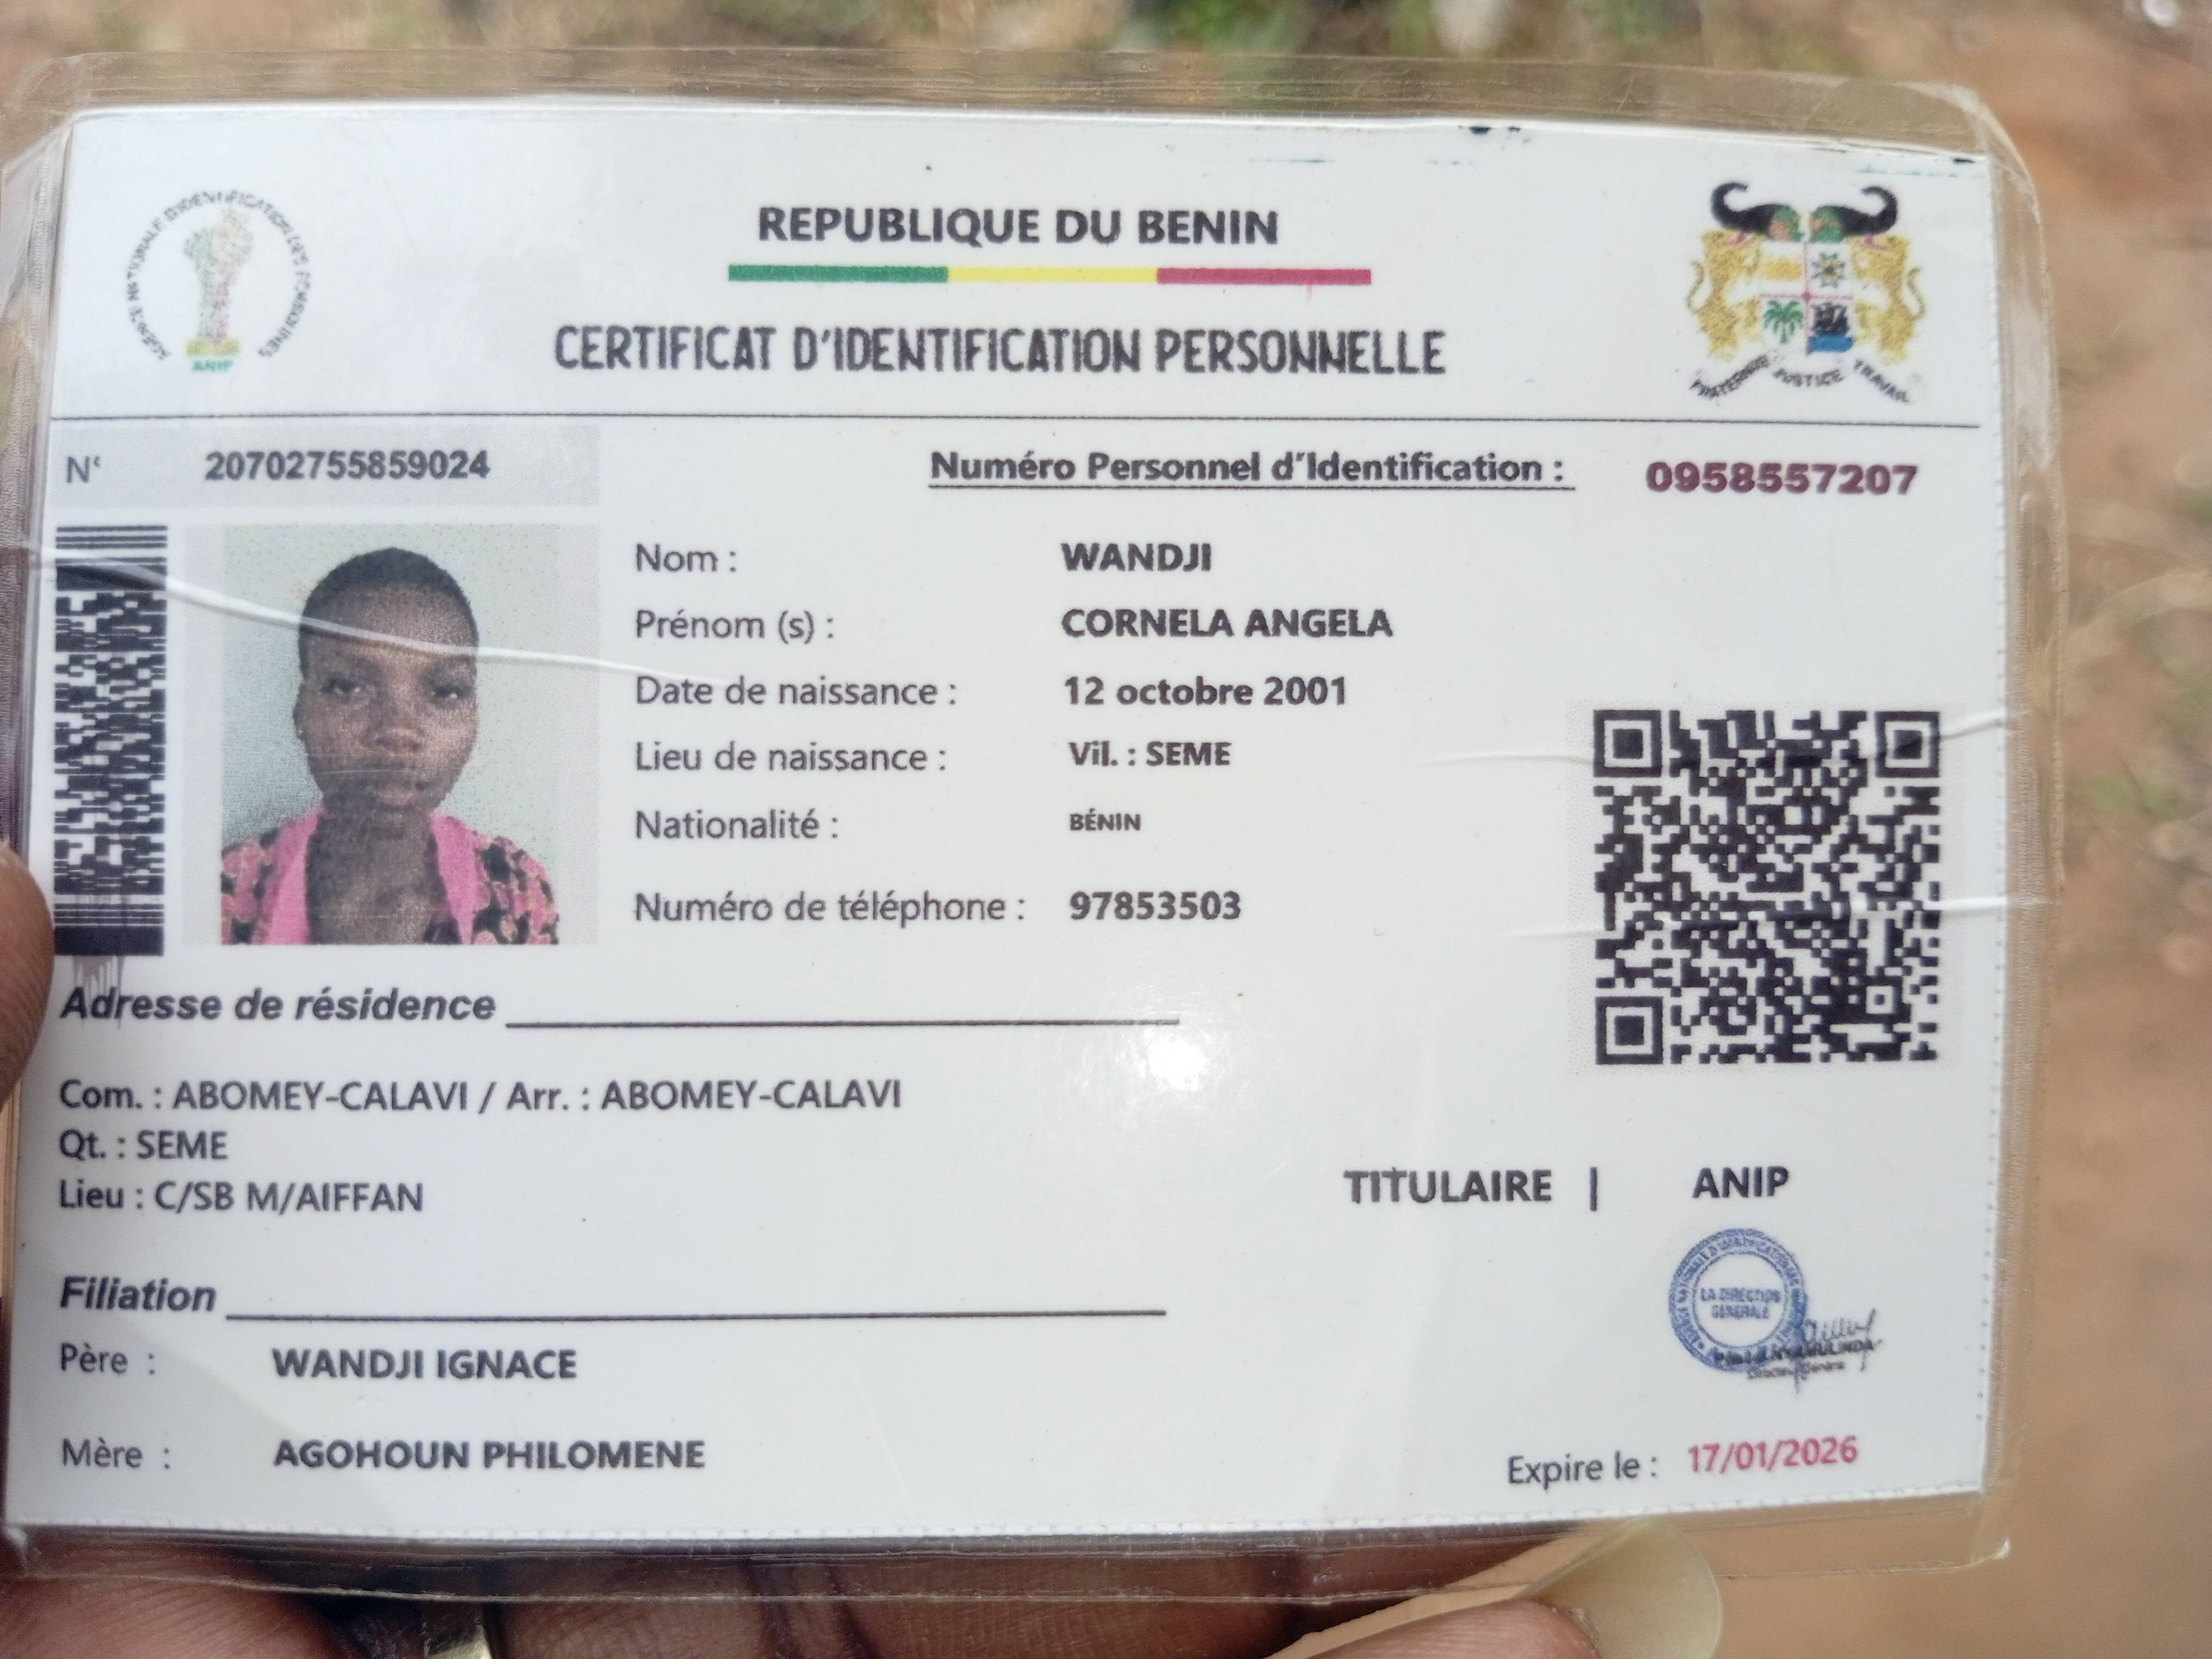 AGENCE NATIONALE D'IDENTIFICATION DES PERSONNES
ANIP
REPUBLIQUE DU BENIN
CERTIFICAT D'IDENTIFICATION PERSONNELLE
FRATERNITE JUSTICE TRAVAIL
N° 20702755859024
Numéro Personnel d'Identification : 0958557207
Nom : WANDJI
Prénom (s) : CORNELA ANGELA
Date de naissance : 12 octobre 2001
Lieu de naissance : Vil. : SEME
Nationalité : BÉNIN
Numéro de téléphone : 97853503
Adresse de résidence
Com. : ABOMEY-CALAVI / Arr. : ABOMEY-CALAVI
Qt. : SEME
Lieu : C/SB M/AIFFAN
TITULAIRE | ANIP
LA DIRECTION
GENERALE
Filiation
Père : WANDJI IGNACE
Mère : AGOHOUN PHILOMENE
Expire le : 17/01/2026